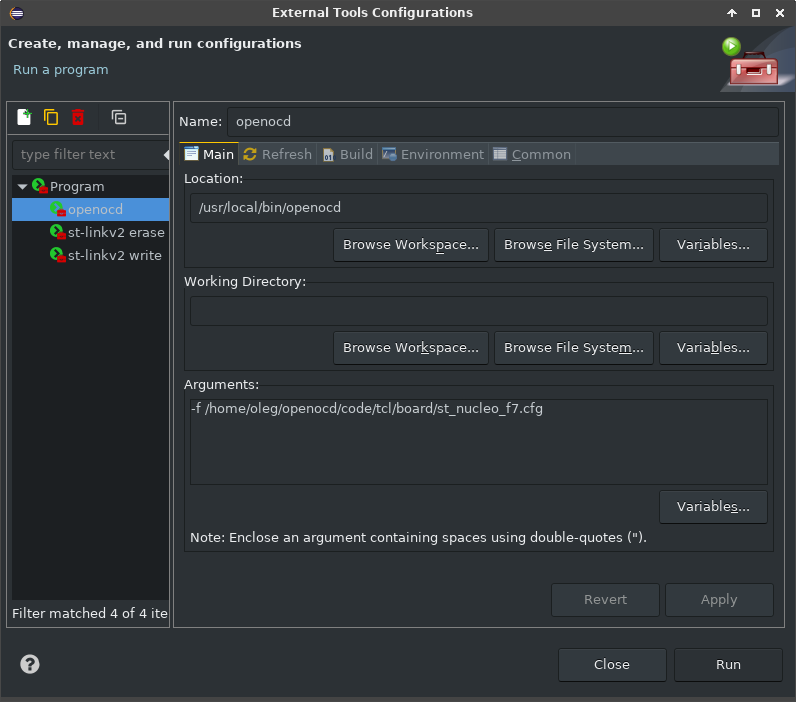 External Tools Configurations
Create, manage, and run configurations
Run a program
Name: openocd
type filter text
Main Refresh Build Environment Common
Program
openocd
st-linkv2 erase
st-linkv2 write
Filter matched 4 of 4 ite
Location:
/usr/local/bin/openocd
Browse Workspace... Browse File System... Variables...
Working Directory:
Browse Workspace... Browse File System... Variables...
Arguments:
-f /home/oleg/openocd/code/tcl/board/st_nucleo_f7.cfg
Variables...
Note: Enclose an argument containing spaces using double-quotes (").
Revert Apply
Close Run